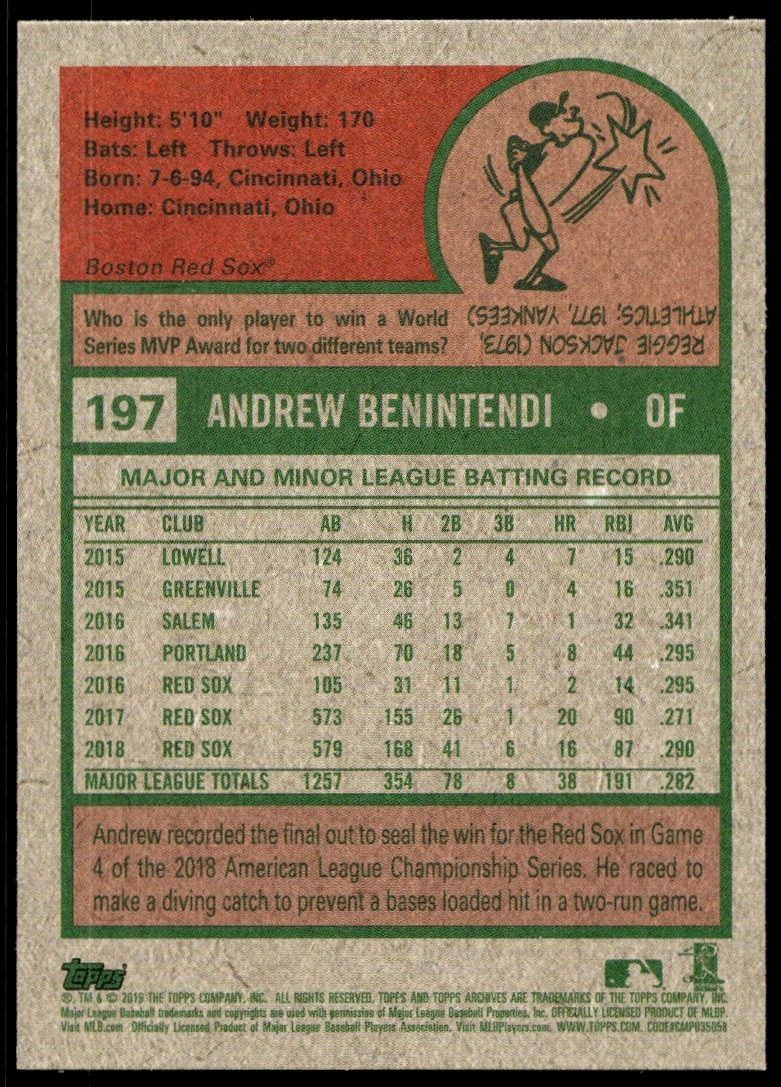 Height: 5'10" Weight: 170
Bats: Left Throws: Left
Born: 7-6-94, Cincinnati, Ohio
Home: Cincinnati, Ohio
Boston Red Sox®
Who is the only player to win a World
Series MVP Award for two different teams?
REGGIE JACKSON (1973,
ATHLETICS; 1977, YANKEES)
197 ANDREW BENINTENDI • OF
MAJOR AND MINOR LEAGUE BATTING RECORD
YEAR CLUB AB H 2B 3B HR RBI AVG
2015 LOWELL 124 36 2 4 7 15 .290
2015 GREENVILLE 74 26 5 0 4 16 .351
2016 SALEM 135 46 13 7 1 32 .341
2016 PORTLAND 237 70 18 5 8 44 .295
2016 RED SOX 105 31 11 1 2 14 .295
2017 RED SOX 573 155 26 1 20 90 .271
2018 RED SOX 579 168 41 6 16 87 .290
MAJOR LEAGUE TOTALS 1257 354 78 8 38 191 .282
Andrew recorded the final out to seal the win for the Red Sox in Game
4 of the 2018 American League Championship Series. He raced to
make a diving catch to prevent a bases loaded hit in a two-run game.
Topps
®, TM & © 2019 THE TOPPS COMPANY, INC. ALL RIGHTS RESERVED. TOPPS AND TOPPS ARCHIVES ARE TRADEMARKS OF THE TOPPS COMPANY, INC.
Major League Baseball trademarks and copyrights are used with permission of Major League Baseball Properties, Inc. OFFICIALLY LICENSED PRODUCT OF MLBP.
Visit MLB.com. Officially Licensed Product of Major League Baseball Players Association. Visit MLBPlayers.com. WWW.TOPPS.COM. CODE#CMP035058